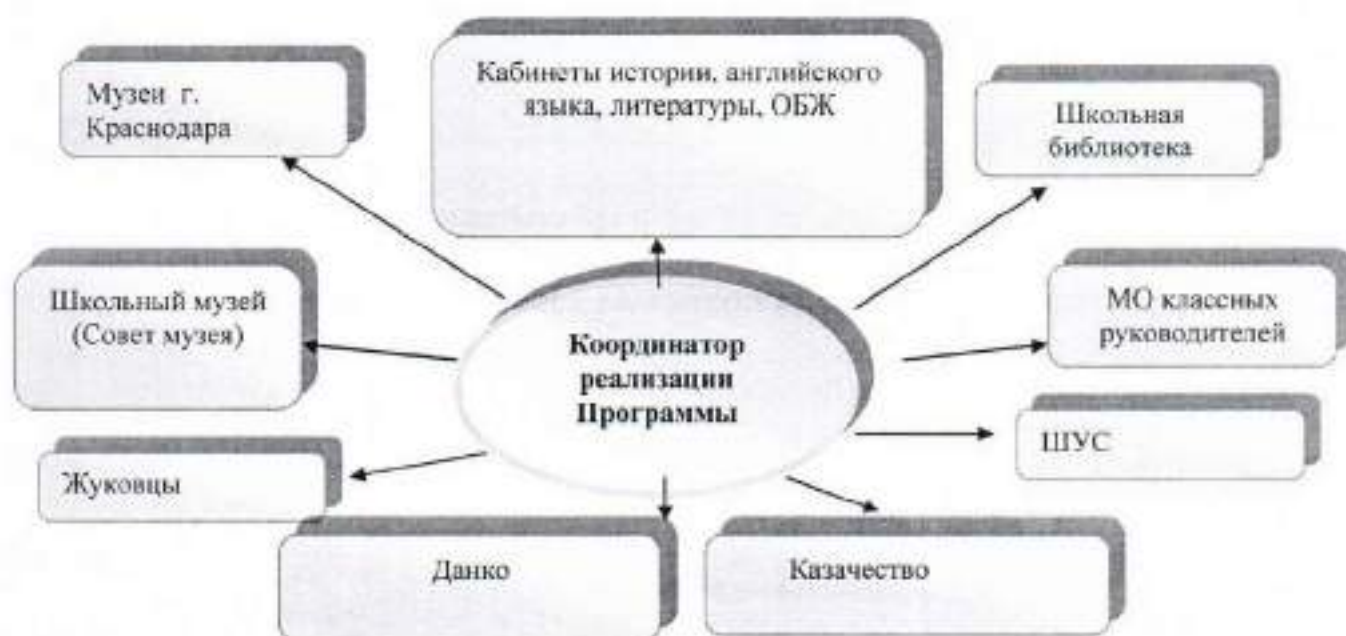 Музеи г.
Краснодара
Кабинеты истории, английского
языка, литературы, ОБЖ
Школьная
библиотека
Школьный музей
(Совет музея)
Координатор
реализации
Программы
МО классных
руководителей
ШУС
Жуковцы
Данко
Казачество